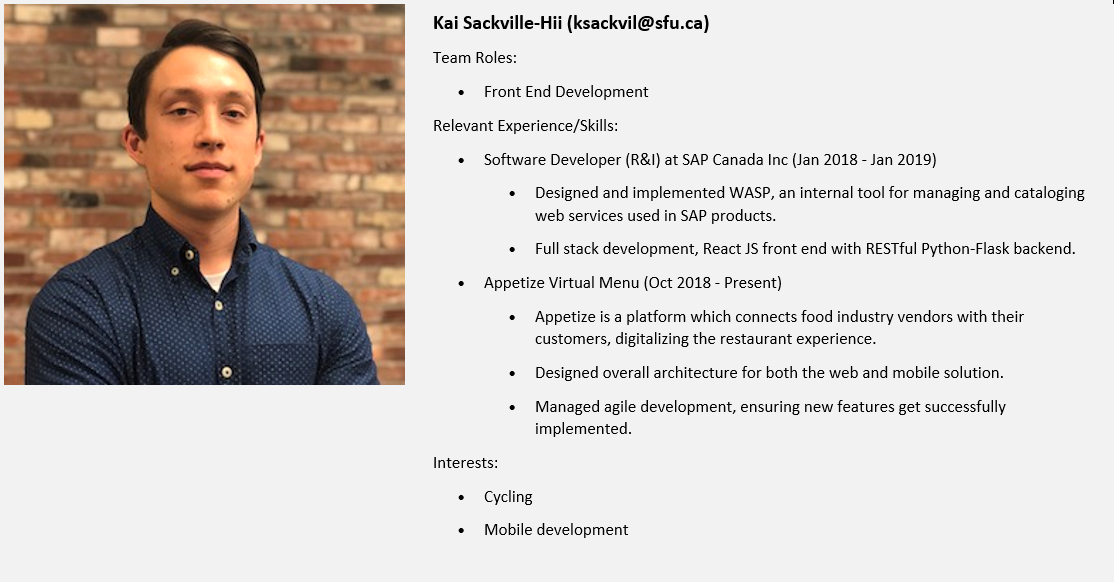 Kai Sackville-Hii (ksackvil@sfu.ca)
Team Roles:
• Front End Development
Relevant Experience/Skills:
• Software Developer (R&I) at SAP Canada Inc (Jan 2018 - Jan 2019)
• Designed and implemented WASP, an internal tool for managing and cataloging
web services used in SAP products.
• Full stack development, React JS front end with RESTful Python-Flask backend.
• Appetize Virtual Menu (Oct 2018 - Present)
• Appetize is a platform which connects food industry vendors with their
customers, digitalizing the restaurant experience.
• Designed overall architecture for both the web and mobile solution.
• Managed agile development, ensuring new features get successfully
implemented.
Interests:
• Cycling
• Mobile development